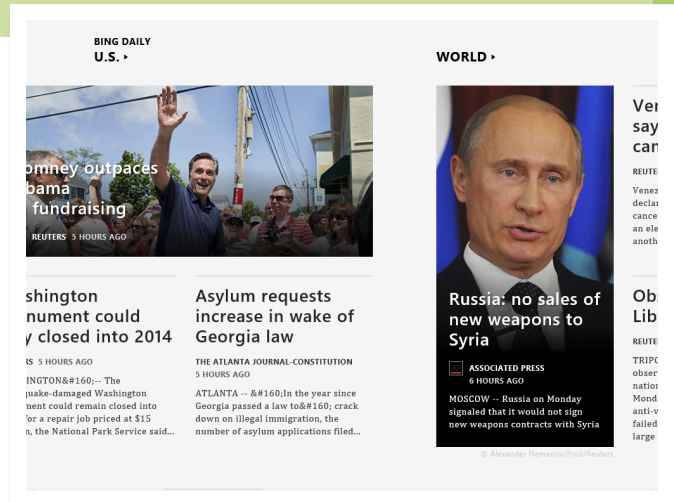 BING DAILY
U.S. ▸
omney outpaces
bama
fundraising
REUTERS 5 HOURS AGO
shington
nument could
y closed into 2014
RS 5 HOURS AGO
INGTON&#160;-- The
quake-damaged Washington
ment could remain closed into
for a repair job priced at $15
n, the National Park Service said...
Asylum requests
increase in wake of
Georgia law
THE ATLANTA JOURNAL-CONSTITUTION
5 HOURS AGO
ATLANTA -- &#160;In the year since
Georgia passed a law to&#160; crack
down on illegal immigration, the
number of asylum applications filed...
WORLD ▸
Russia: no sales of
new weapons to
Syria
ASSOCIATED PRESS
6 HOURS AGO
MOSCOW -- Russia on Monday
signaled that it would not sign
new weapons contracts with Syria
© Alexander Nemenov/Pool/Reuters
Ver
say
can
REUTE
Venez
declar
cance
an ele
anoth
Obs
Lib
REUTE
TRIPO
obser
nation
Mond
anti-v
failed
large